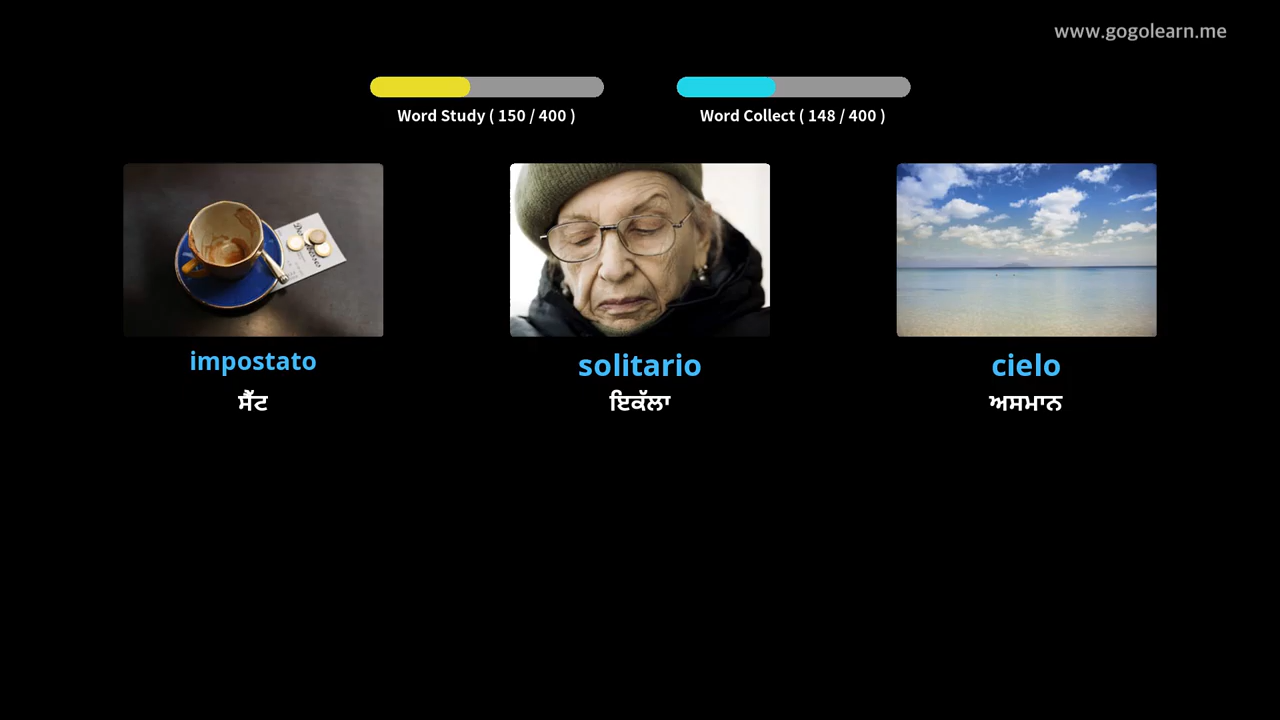 www.gogolearn.me
Word Study ( 150 / 400 )
Word Collect ( 148 / 400 )
impostato
ਸੈੱਟ
solitario
ਇਕੱਲਾ
cielo
ਅਸਮਾਨ